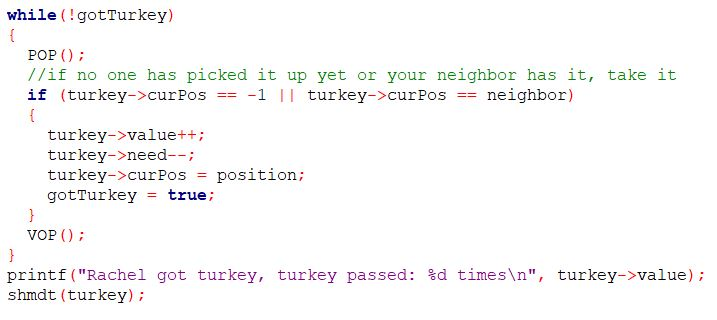 while(!gotTurkey)
{
  POP();
  //if no one has picked it up yet or your neighbor has it, take it
  if (turkey->curPos == -1 || turkey->curPos == neighbor)
  {
    turkey->value++;
    turkey->need--;
    turkey->curPos = position;
    gotTurkey = true;
  }
  VOP();
}
printf("Rachel got turkey, turkey passed: %d times\n", turkey->value);
shmdt(turkey);